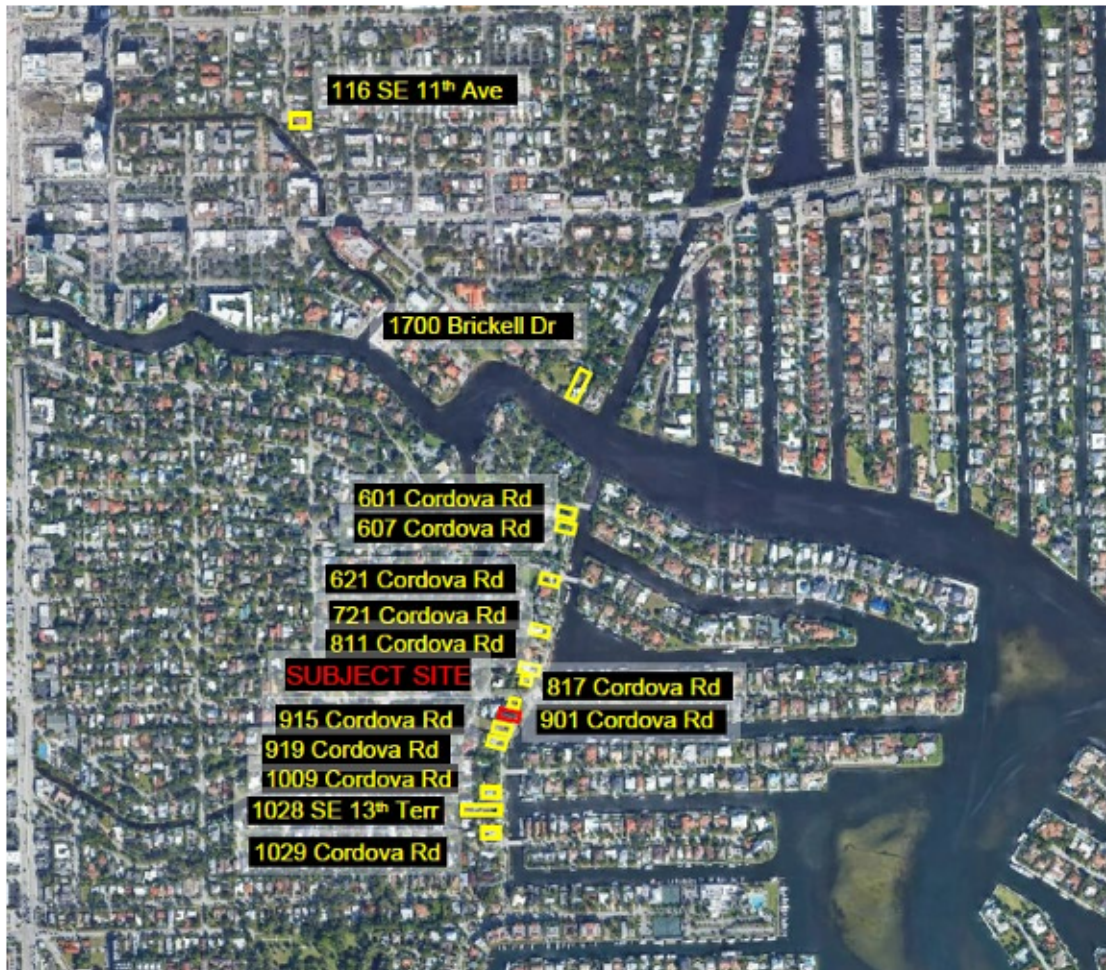 116 SE 11th Ave
1700 Brickell Dr
601 Cordova Rd
607 Cordova Rd
621 Cordova Rd
721 Cordova Rd
811 Cordova Rd
SUBJECT SITE
817 Cordova Rd
915 Cordova Rd
901 Cordova Rd
919 Cordova Rd
1009 Cordova Rd
1028 SE 13th Terr
1029 Cordova Rd